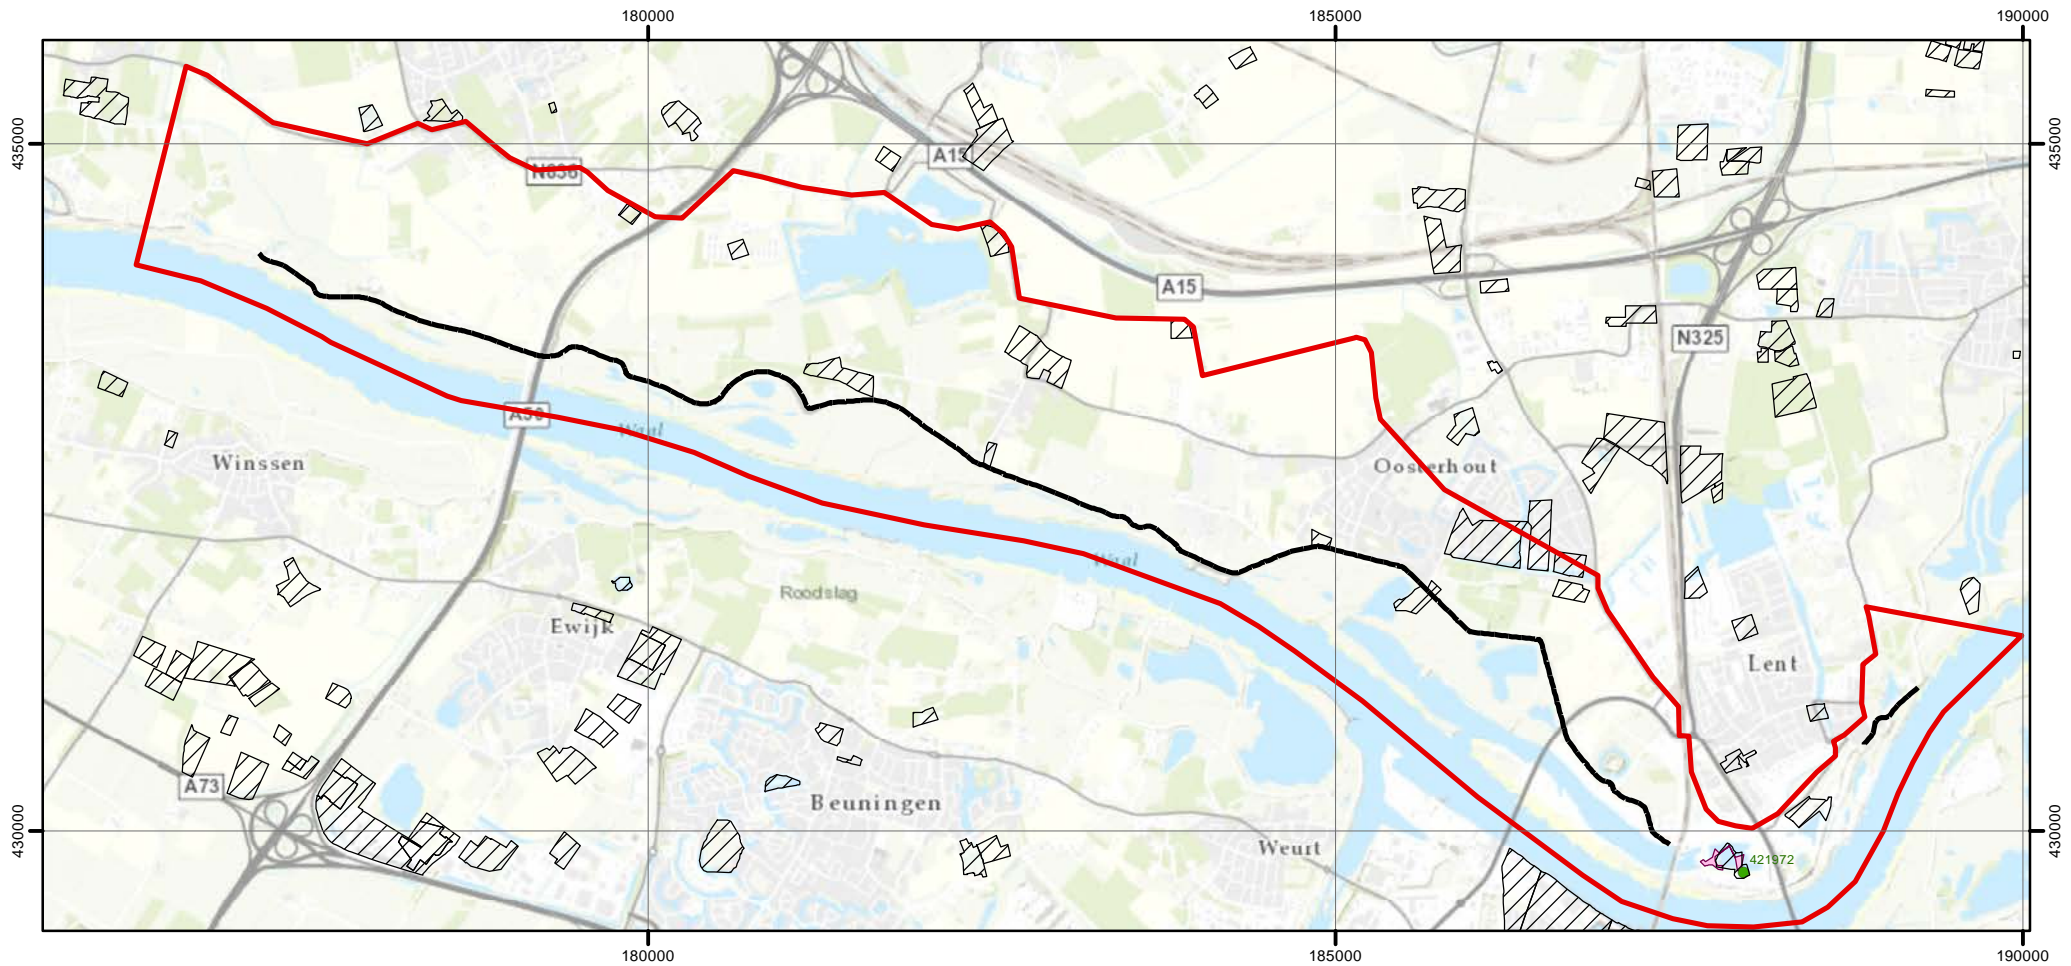 180000
185000
190000
435000
435000
A15
N836
A15
N325
A50
Waal
Winssen
Oosterhout
Waal
Roodslag
Ewijk
Lent
A73
Beuningen
430000
430000
Weurt
421972
180000
185000
190000